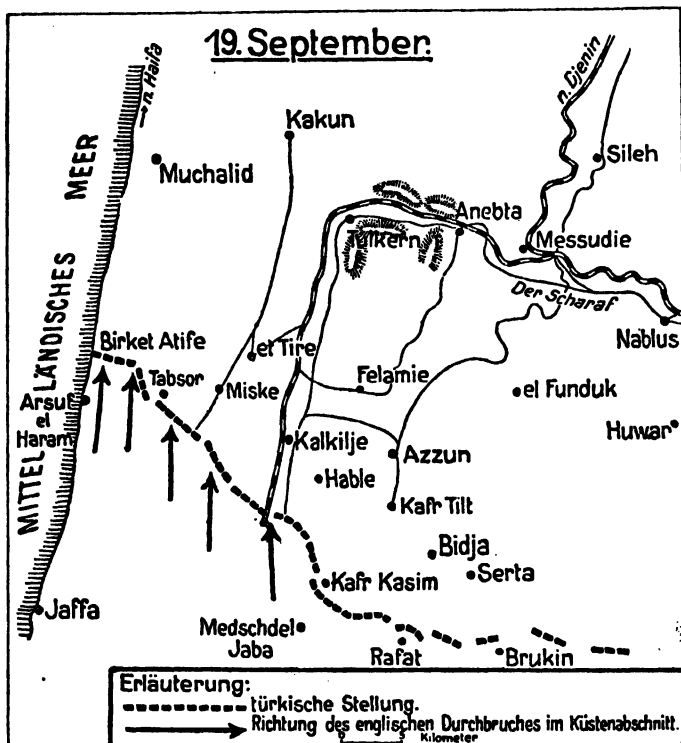 19. September.
n. Haifa
n. Djenin
Kakun
Muchalid
Sileh
MITTELLÄNDISCHES MEER
Tulkern
Anebta
Messudie
Der Scharaf
Nablus
Birket Atife
et Tire
Tabsor
Miske
Felamie
el Funduk
Arsuf
el
Haram
Huwar
Kalkilje
Azzun
Hable
Kafr Tilt
Bidja
Serta
Kafr Kasim
Jaffa
Medschdel
Jaba
Rafat
Brukin
Erläuterung:
türkische Stellung.
Richtung des englischen Durchbruches im Küstenabschnitt.
Kilometer